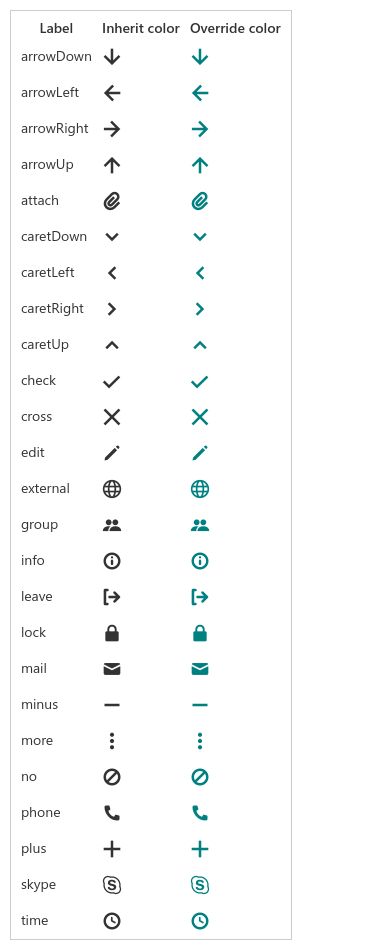 Label Inherit color Override color
arrowDown
arrowLeft
arrowRight
arrowUp
attach
caretDown
caretLeft
caretRight
caretUp
check
cross
edit
external
group
info
leave
lock
mail
minus
more
no
phone
plus
skype
time